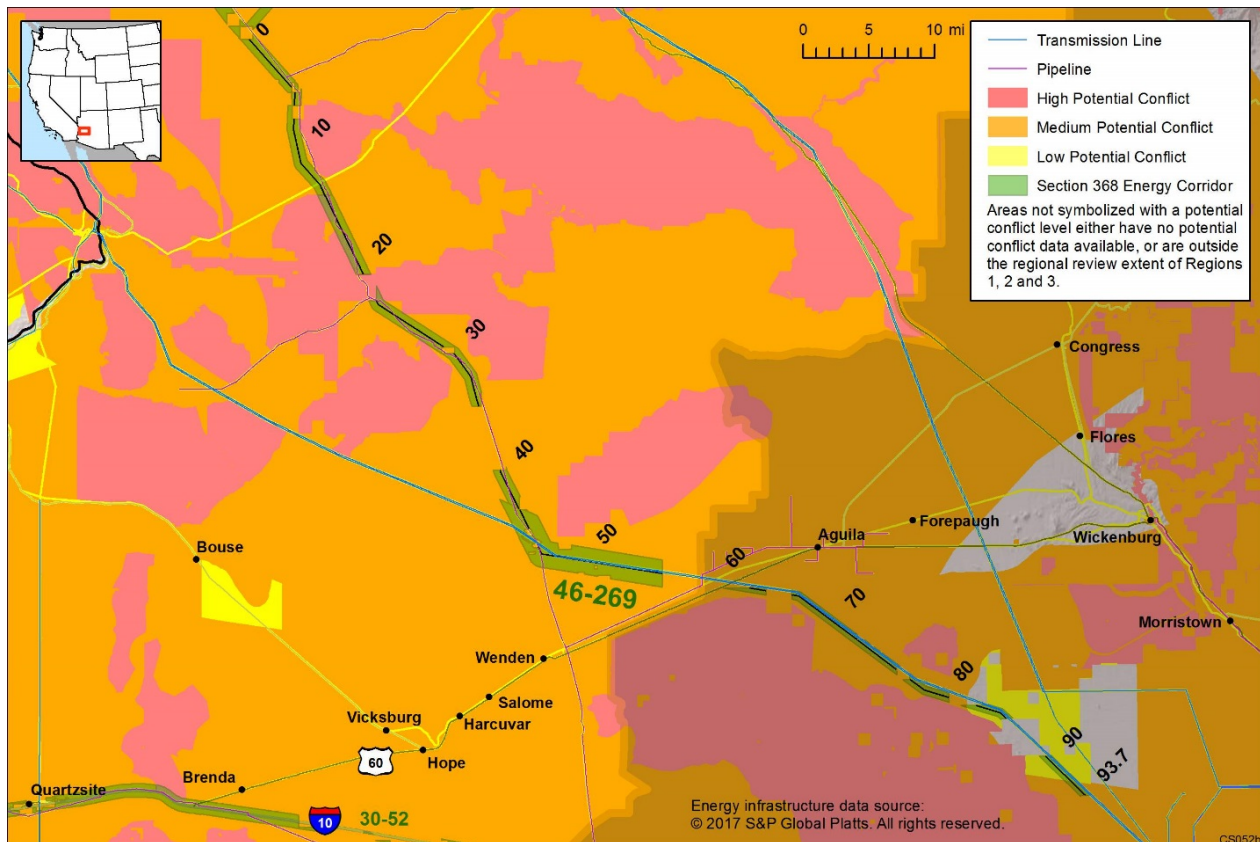 0 10 mi
Transmission Line
Pipeline
High Potential Conflict
Medium Potential Conflict
Low Potential Conflict
Section 368 Energy Corridor
Areas not symbolized with a potential
conflict level either have no potential
conflict data available, or are outside
the regional review extent of Regions
1, 2 and 3.
0
10
20
30
40
50
60
70
80
90
93.7
46-269
Congress
Flores
Wickenburg
Forepaugh
Aguila
Morristown
Bouse
Wenden
Salome
Harcuvar
Vicksburg
Hope
60
Brenda
Quartzsite
10
30-52
Energy infrastructure data source:
© 2017 S&P Global Platts. All rights reserved.
CS052b